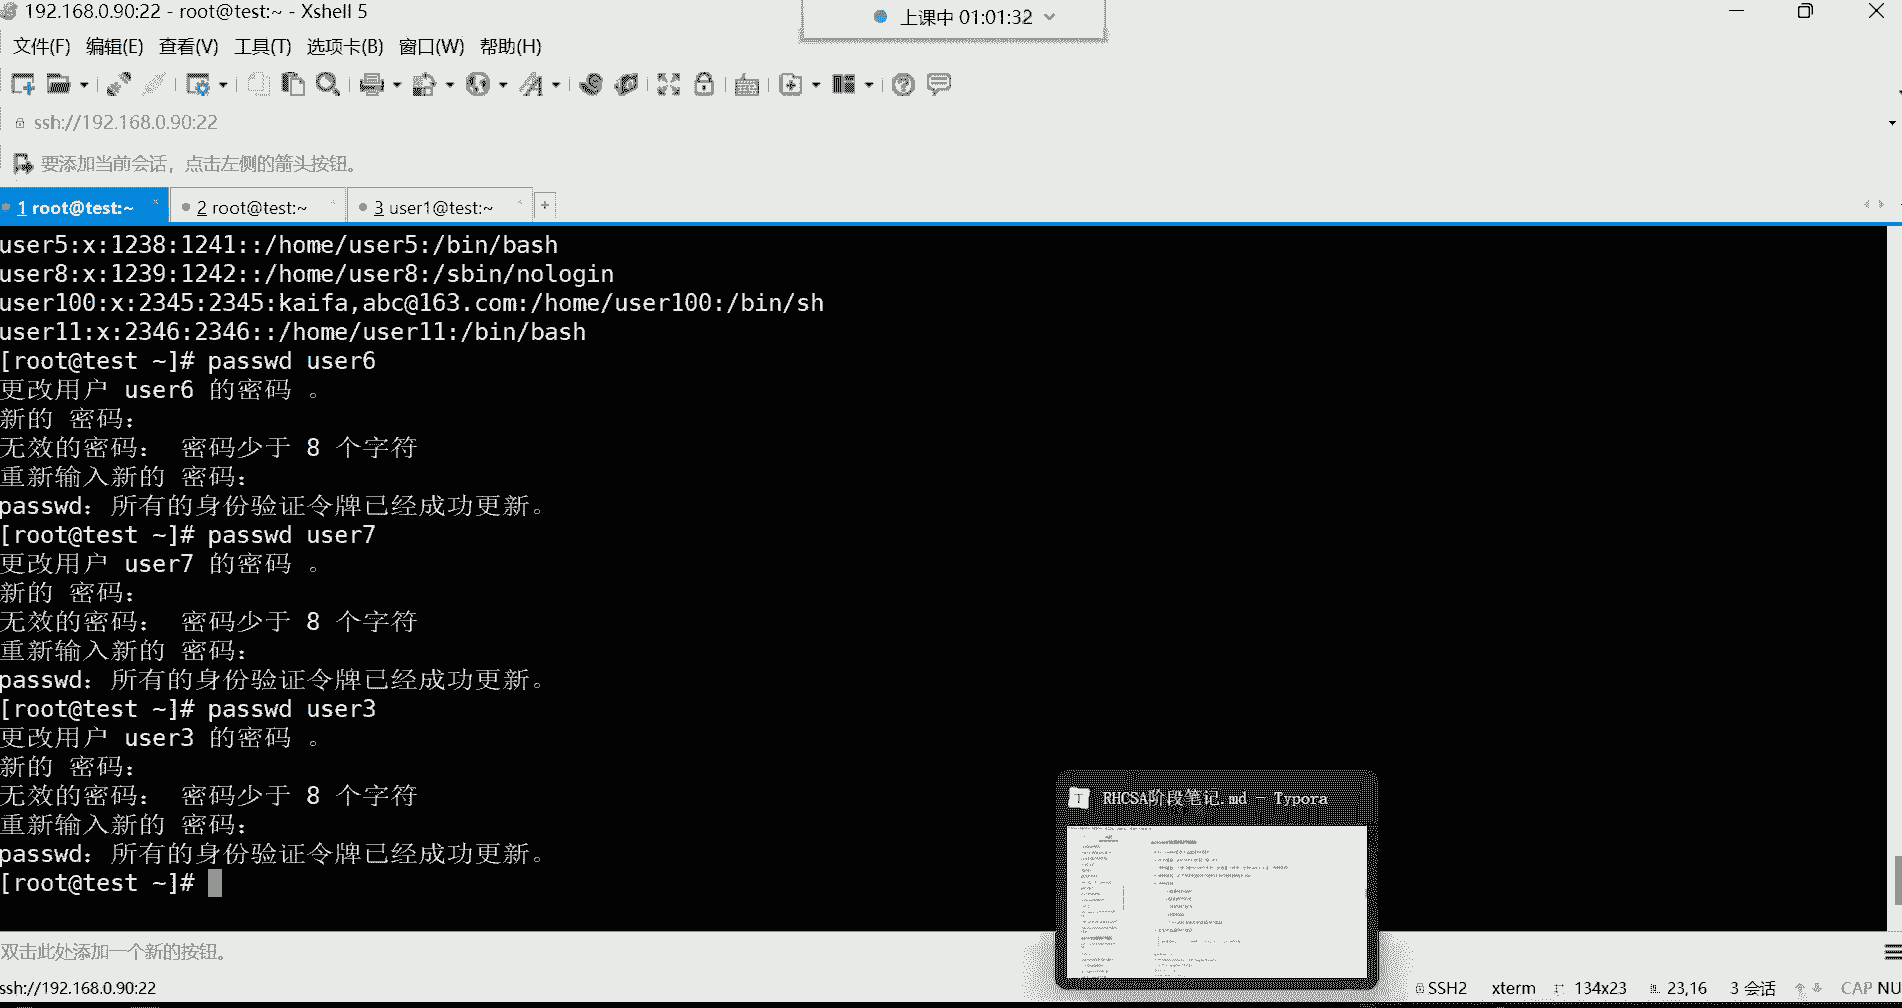 192.168.0.90:22 - root@test:~ - Xshell 5
上课中 01:01:32
文件(F) 编辑(E) 查看(V) 工具(T) 选项卡(B) 窗口(W) 帮助(H)
ssh://192.168.0.90:22
要添加当前会话，点击左侧的箭头按钮。
1 root@test:~ 2 root@test:~ 3 user1@test:~ +
user5:x:1238:1241::/home/user5:/bin/bash
user8:x:1239:1242::/home/user8:/sbin/nologin
user100:x:2345:2345:kaifa,abc@163.com:/home/user100:/bin/sh
user11:x:2346:2346::/home/user11:/bin/bash
[root@test ~]# passwd user6
更改用户 user6 的密码 。
新的 密码：
无效的密码： 密码少于 8 个字符
重新输入新的 密码：
passwd：所有的身份验证令牌已经成功更新。
[root@test ~]# passwd user7
更改用户 user7 的密码 。
新的 密码：
无效的密码： 密码少于 8 个字符
重新输入新的 密码：
passwd：所有的身份验证令牌已经成功更新。
[root@test ~]# passwd user3
更改用户 user3 的密码 。
新的 密码：
无效的密码： 密码少于 8 个字符
重新输入新的 密码：
passwd：所有的身份验证令牌已经成功更新。
[root@test ~]#
T RHCSA阶段笔记.md - Typora
双击此处添加一个新的按钮。
ssh://192.168.0.90:22 SSH2 xterm 134x23 23,16 3 会话 CAP NU